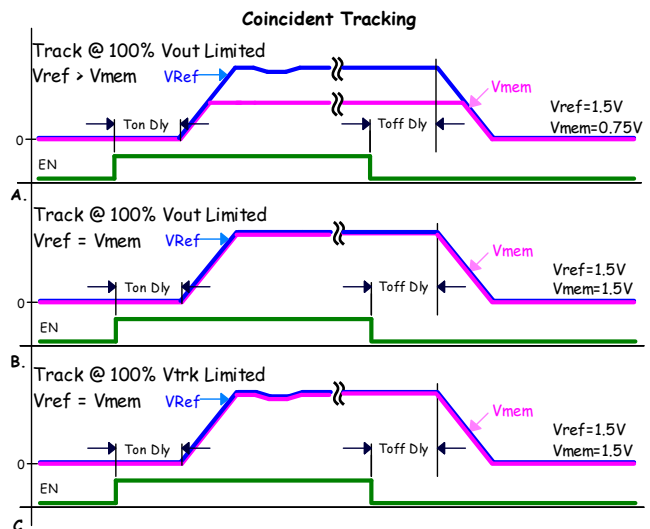 Coincident Tracking
Track @ 100% Vout Limited
Vref > Vmem
VRef
Vmem
Vref=1.5V
Vmem=0.75V
Ton Dly
Toff Dly
0
EN
A.
Track @ 100% Vout Limited
Vref = Vmem
VRef
Vmem
Vref=1.5V
Vmem=1.5V
Ton Dly
Toff Dly
0
EN
B.
Track @ 100% Vtrk Limited
Vref = Vmem
VRef
Vmem
Vref=1.5V
Vmem=1.5V
Ton Dly
Toff Dly
0
EN
C